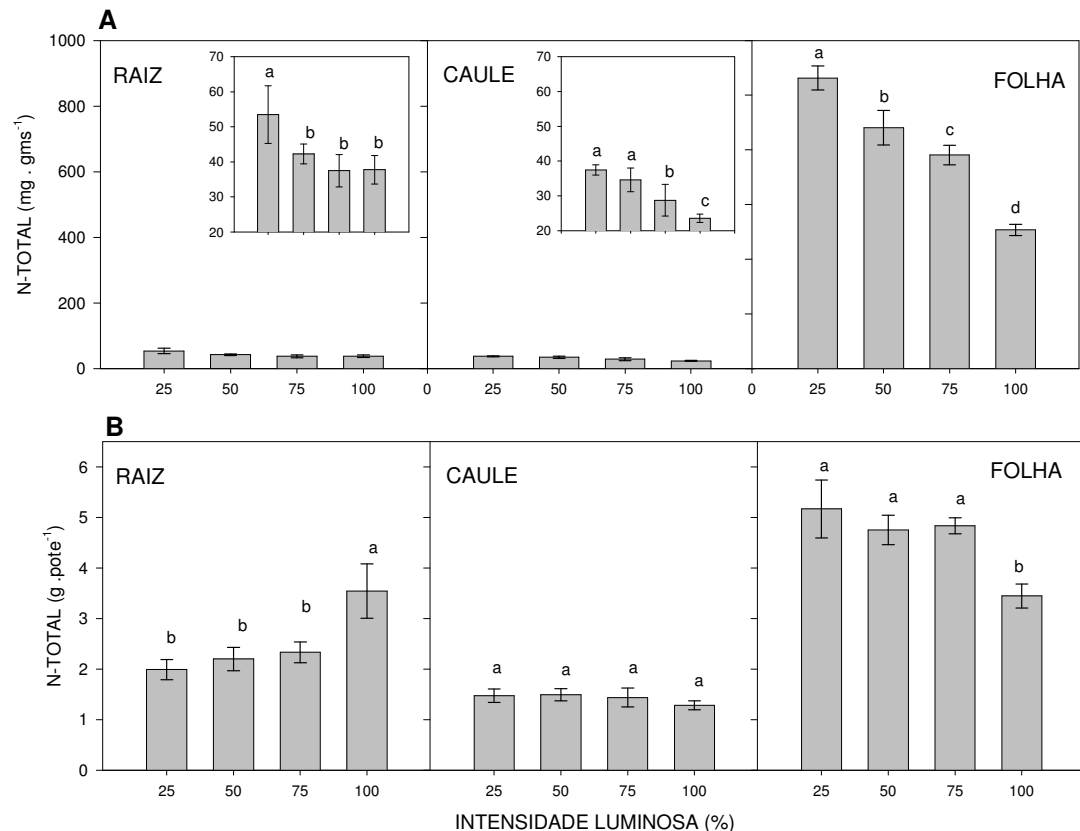 A
N-TOTAL (mg . gms⁻¹)
1000
800
600
400
200
0
RAIZ
70
60
50
40
30
20
a
b
b
b
25
50
75
100
CAULE
70
60
50
40
30
20
a
a
b
c
0
25
50
75
100
FOLHA
a
b
c
d
0
25
50
75
100
B
N-TOTAL (g .pote⁻¹)
6
5
4
3
2
1
0
RAIZ
b
b
b
a
25
50
75
100
CAULE
a
a
a
a
25
50
75
100
FOLHA
a
a
a
b
25
50
75
100
INTENSIDADE LUMINOSA (%)